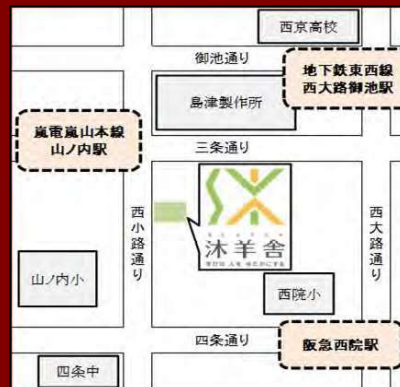 西京高校
御池通り
地下鉄東西線
西大路御池駅
島津製作所
嵐電嵐山本線
山ノ内駅
三条通り
西小路通り
沐羊舎
西大路通り
山ノ内小
西院小
四条通り
阪急西院駅
四条中